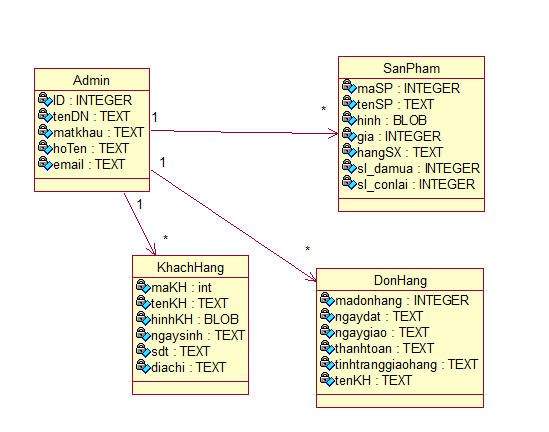 Admin
ID : INTEGER
tenDN : TEXT
matkhau : TEXT
hoTen : TEXT
email : TEXT
SanPham
maSP : INTEGER
tenSP : TEXT
hinh : BLOB
gia : INTEGER
hangSX : TEXT
sl_damua : INTEGER
sl_conlai : INTEGER
1
*
1
*
1
*
KhachHang
maKH : int
tenKH : TEXT
hinhKH : BLOB
ngaysinh : TEXT
sdt : TEXT
diachi : TEXT
DonHang
madonhang : INTEGER
ngaydat : TEXT
ngaygiao : TEXT
thanhtoan : TEXT
tinhtranggiaohang : TEXT
tenKH : TEXT